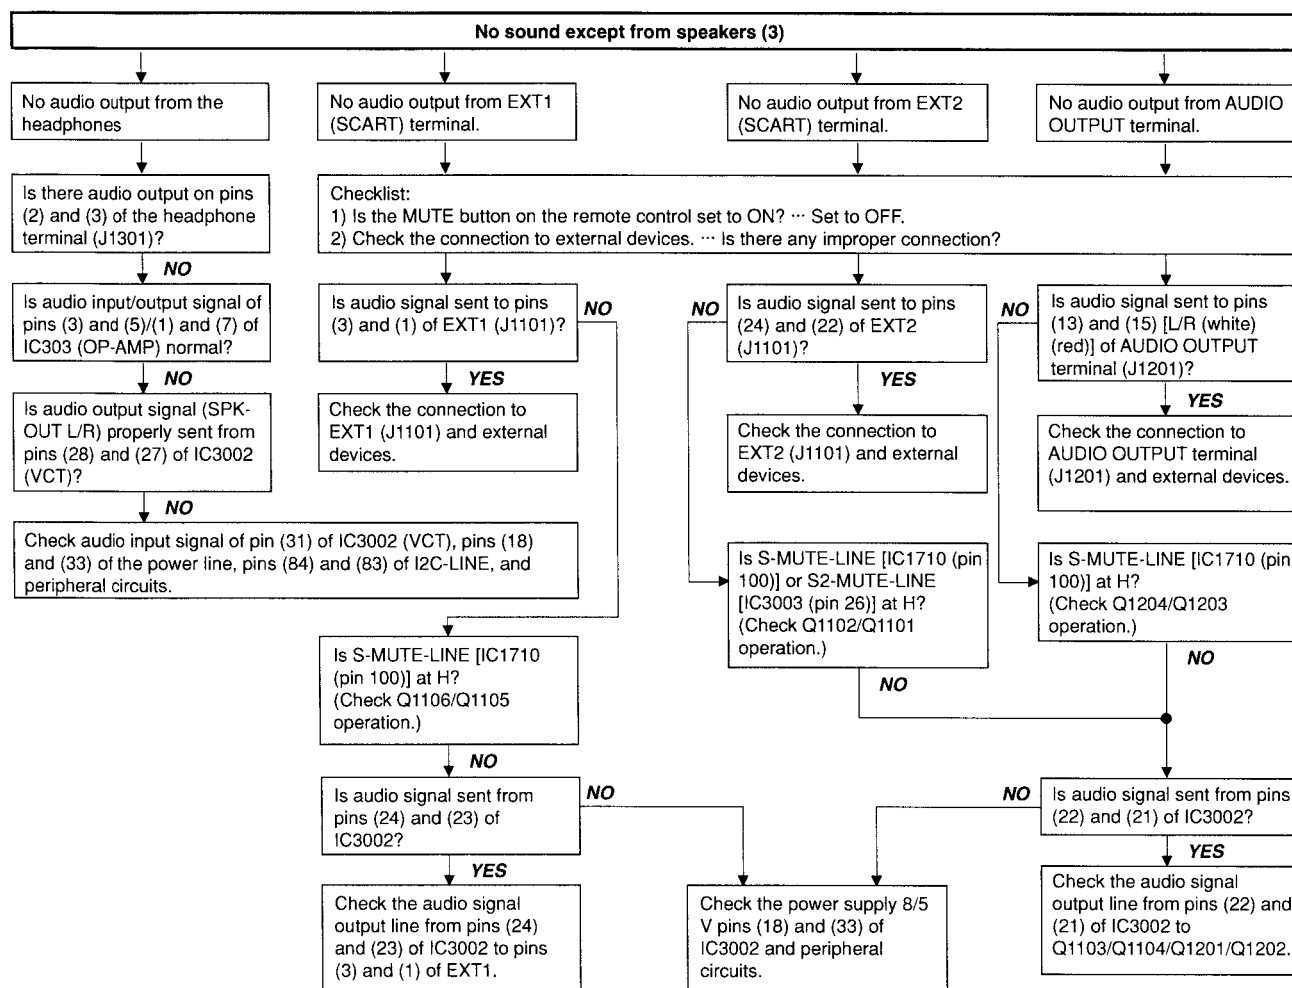 No sound except from speakers (3)
No audio output from the
headphones
No audio output from EXT1
(SCART) terminal.
No audio output from EXT2
(SCART) terminal.
No audio output from AUDIO
OUTPUT terminal.
Is there audio output on pins
(2) and (3) of the headphone
terminal (J1301)?
Checklist:
1) Is the MUTE button on the remote control set to ON? ··· Set to OFF.
2) Check the connection to external devices. ··· Is there any improper connection?
NO
Is audio input/output signal of
pins (3) and (5)/(1) and (7) of
IC303 (OP-AMP) normal?
Is audio signal sent to pins
(3) and (1) of EXT1 (J1101)?
NO
NO
Is audio signal sent to pins
(24) and (22) of EXT2
(J1101)?
NO
Is audio signal sent to pins
(13) and (15) [L/R (white)
(red)] of AUDIO OUTPUT
terminal (J1201)?
NO
YES
YES
YES
Is audio output signal (SPK-
OUT L/R) properly sent from
pins (28) and (27) of IC3002
(VCT)?
Check the connection to
EXT1 (J1101) and external
devices.
Check the connection to
EXT2 (J1101) and external
devices.
Check the connection to
AUDIO OUTPUT terminal
(J1201) and external devices.
NO
Check audio input signal of pin (31) of IC3002 (VCT), pins (18)
and (33) of the power line, pins (84) and (83) of I2C-LINE, and
peripheral circuits.
Is S-MUTE-LINE [IC1710 (pin
100)] or S2-MUTE-LINE
[IC3003 (pin 26)] at H?
(Check Q1102/Q1101
operation.)
Is S-MUTE-LINE [IC1710 (pin
100)] at H?
(Check Q1204/Q1203
operation.)
Is S-MUTE-LINE [IC1710
(pin 100)] at H?
(Check Q1106/Q1105
operation.)
NO
NO
NO
Is audio signal sent from
pins (24) and (23) of
IC3002?
NO
NO
Is audio signal sent from pins
(22) and (21) of IC3002?
YES
YES
Check the audio signal
output line from pins (24)
and (23) of IC3002 to pins
(3) and (1) of EXT1.
Check the power supply 8/5
V pins (18) and (33) of
IC3002 and peripheral
circuits.
Check the audio signal
output line from pins (22) and
(21) of IC3002 to
Q1103/Q1104/Q1201/Q1202.